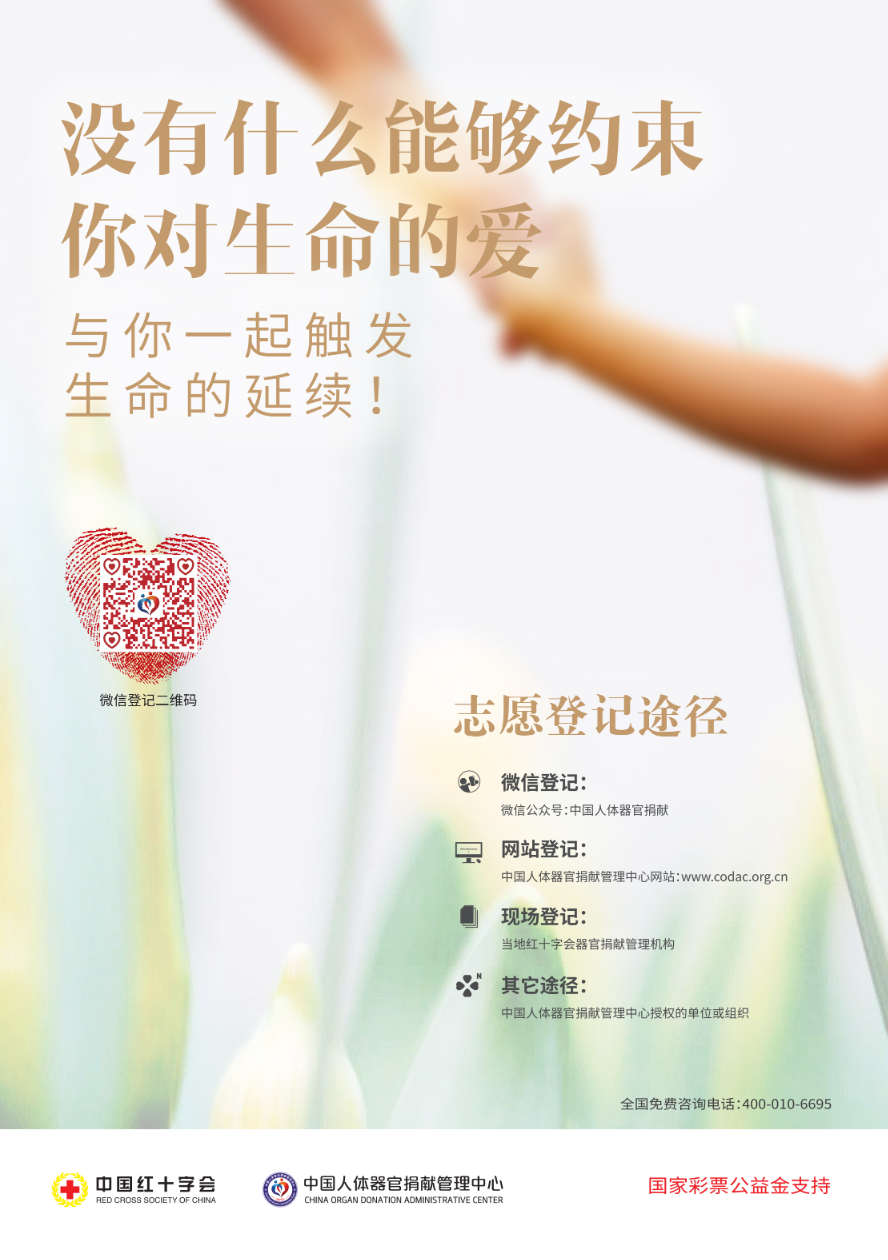 没有什么能够约束
你对生命的爱
与你一起触发
生命的延续！
微信登记二维码
志愿登记途径
微信登记：
微信公众号：中国人体器官捐献
网站登记：
中国人体器官捐献管理中心网站：www.codac.org.cn
现场登记：
当地红十字会器官捐献管理机构
N
其它途径：
中国人体器官捐献管理中心授权的单位或组织
全国免费咨询电话：400-010-6695
中国红十字会
RED CROSS SOCIETY OF CHINA
中国人体器官捐献管理中心
CHINA ORGAN DONATION ADMINISTRATIVE CENTER
国家彩票公益金支持